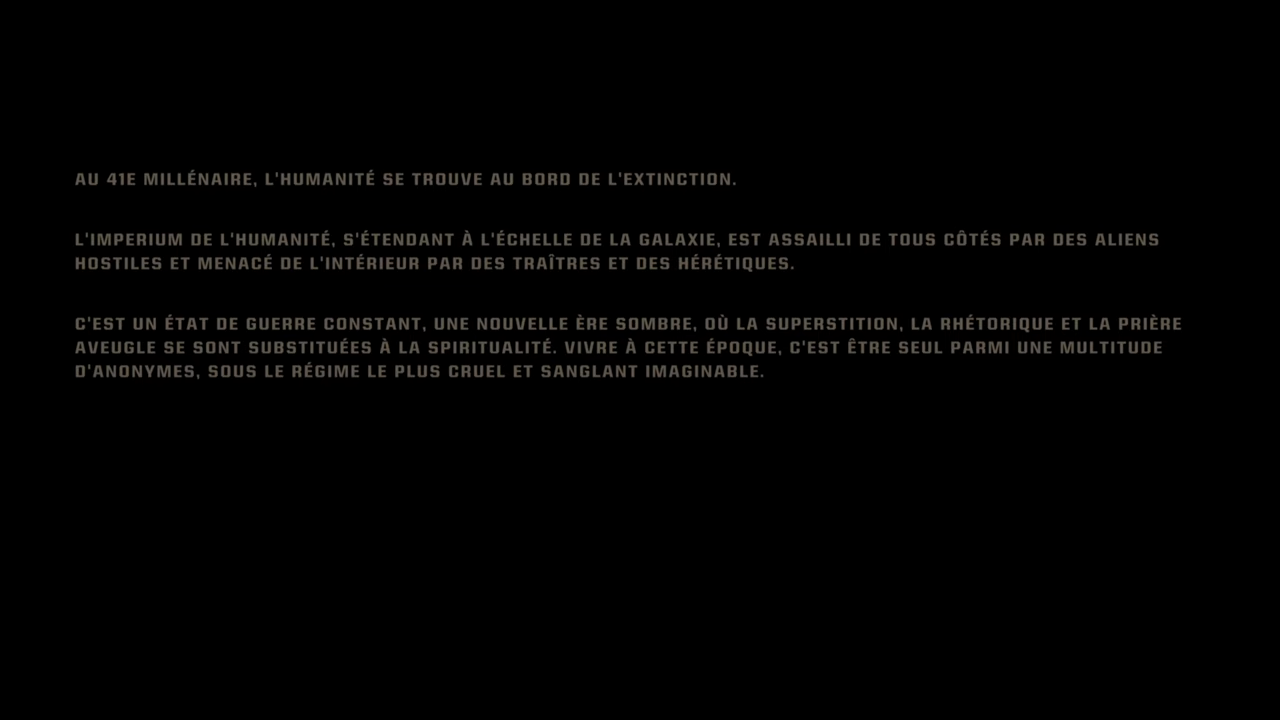 AU 41E MILLÉNAIRE, L'HUMANITÉ SE TROUVE AU BORD DE L'EXTINCTION.
L'IMPERIUM DE L'HUMANITÉ, S'ÉTENDANT À L'ÉCHELLE DE LA GALAXIE, EST ASSAILLI DE TOUS CÔTÉS PAR DES ALIENS
HOSTILES ET MENACÉ DE L'INTÉRIEUR PAR DES TRAÎTRES ET DES HÉRÉTIQUES.
C'EST UN ÉTAT DE GUERRE CONSTANT, UNE NOUVELLE ÈRE SOMBRE, OÙ LA SUPERSTITION, LA RHÉTORIQUE ET LA PRIÈRE
AVEUGLE SE SONT SUBSTITUÉES À LA SPIRITUALITÉ. VIVRE À CETTE ÉPOQUE, C'EST ÊTRE SEUL PARMI UNE MULTITUDE
D'ANONYMES, SOUS LE RÉGIME LE PLUS CRUEL ET SANGLANT IMAGINABLE.